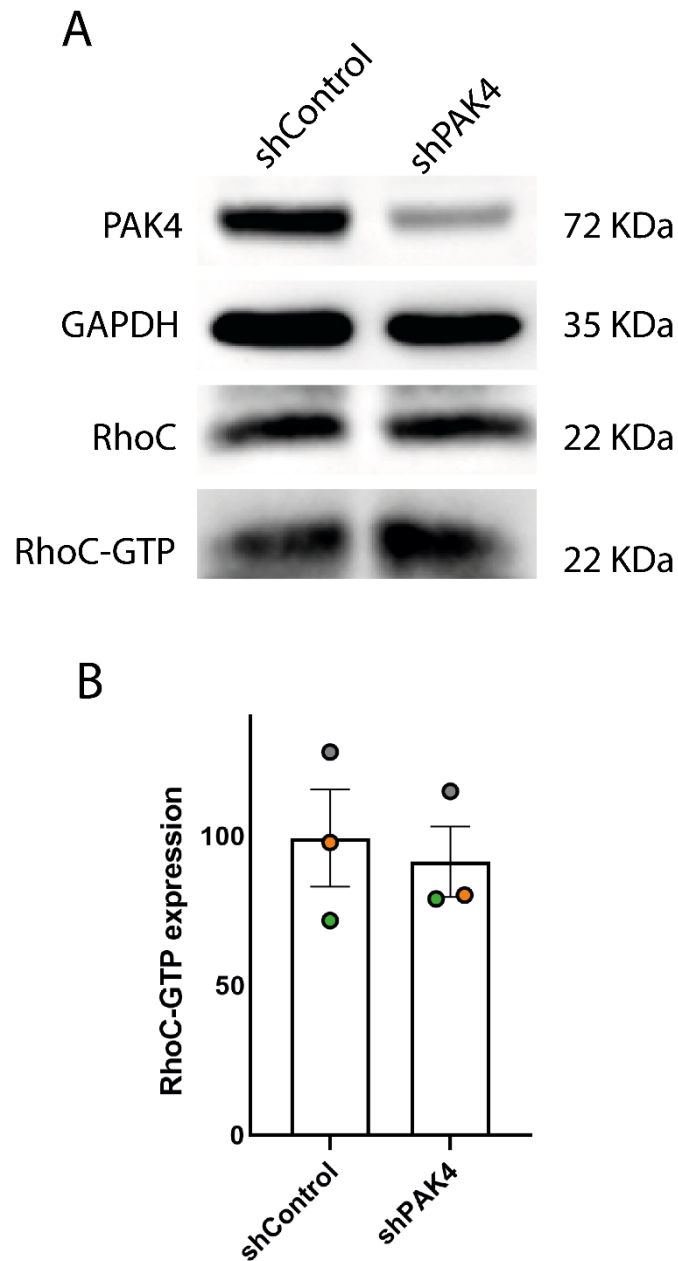 A
shControl shPAK4
PAK4 72 KDa
GAPDH 35 KDa
RhoC 22 KDa
RhoC-GTP 22 KDa
B
RhoC-GTP expression
100
50
0
shControl shPAK4